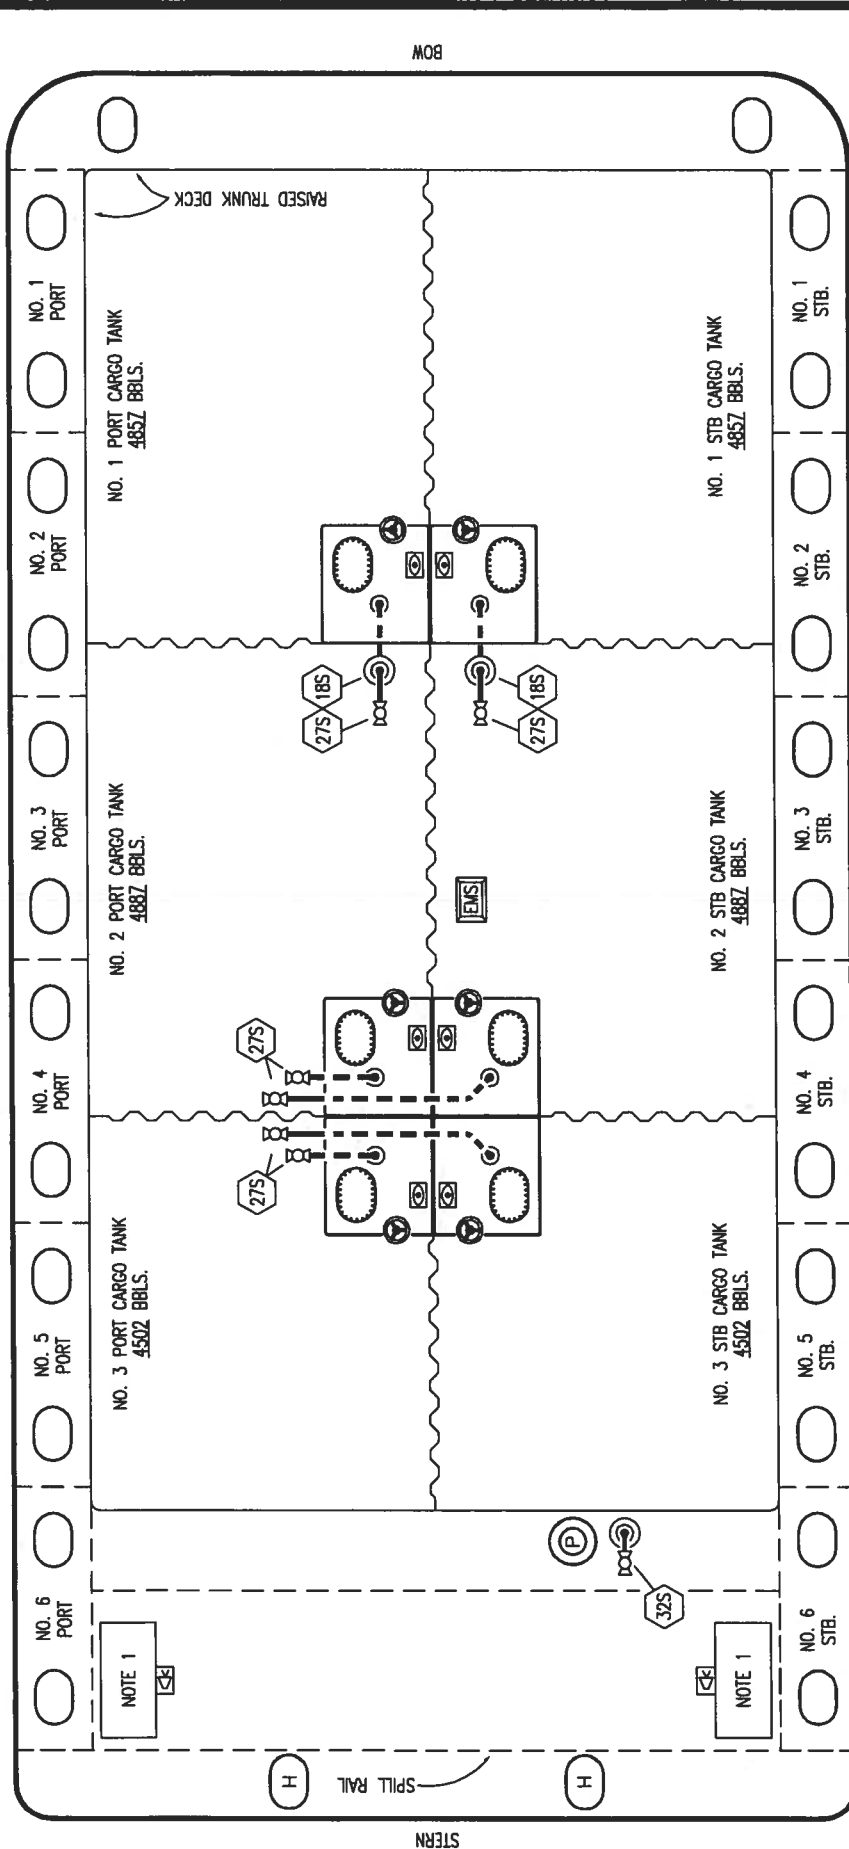 BOW
RAISED TRUNK DECK
NO. 1
PORT
NO. 1 PORT CARGO TANK
4857 BBLS.
NO. 1 STB CARGO TANK
4857 BBLS.
NO. 1
STB.
NO. 2
PORT
NO. 2
STB.
18S
27S
18S
27S
NO. 3
PORT
NO. 2 PORT CARGO TANK
4887 BBLS.
EMS
NO. 2 STB CARGO TANK
4887 BBLS.
NO. 3
STB.
NO. 4
PORT
27S
27S
NO. 4
STB.
NO. 5
PORT
NO. 3 PORT CARGO TANK
4502 BBLS.
NO. 3 STB CARGO TANK
4502 BBLS.
NO. 5
STB.
P
32S
NO. 6
PORT
NOTE 1
NOTE 1
NO. 6
STB.
H
SPILL RAIL
H
STERN